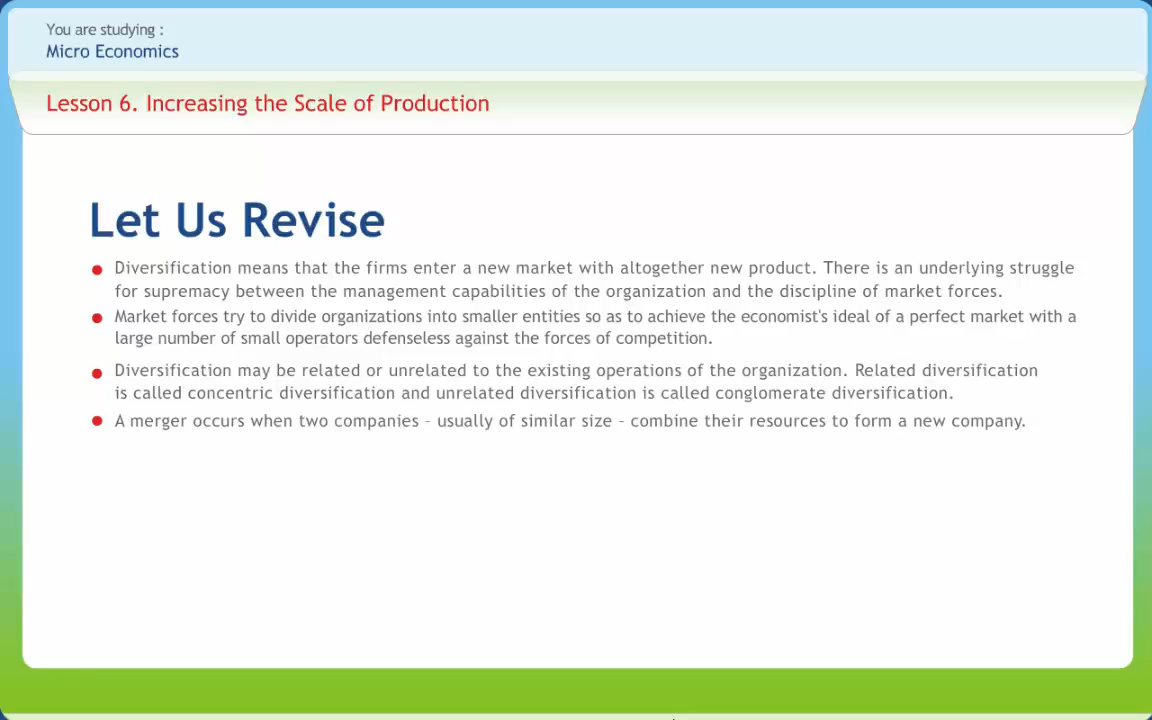 You are studying :
Micro Economics
Lesson 6. Increasing the Scale of Production
Let Us Revise
Diversification means that the firms enter a new market with altogether new product. There is an underlying struggle
for supremacy between the management capabilities of the organization and the discipline of market forces.
Market forces try to divide organizations into smaller entities so as to achieve the economist's ideal of a perfect market with a
large number of small operators defenseless against the forces of competition.
Diversification may be related or unrelated to the existing operations of the organization. Related diversification
is called concentric diversification and unrelated diversification is called conglomerate diversification.
A merger occurs when two companies – usually of similar size – combine their resources to form a new company.